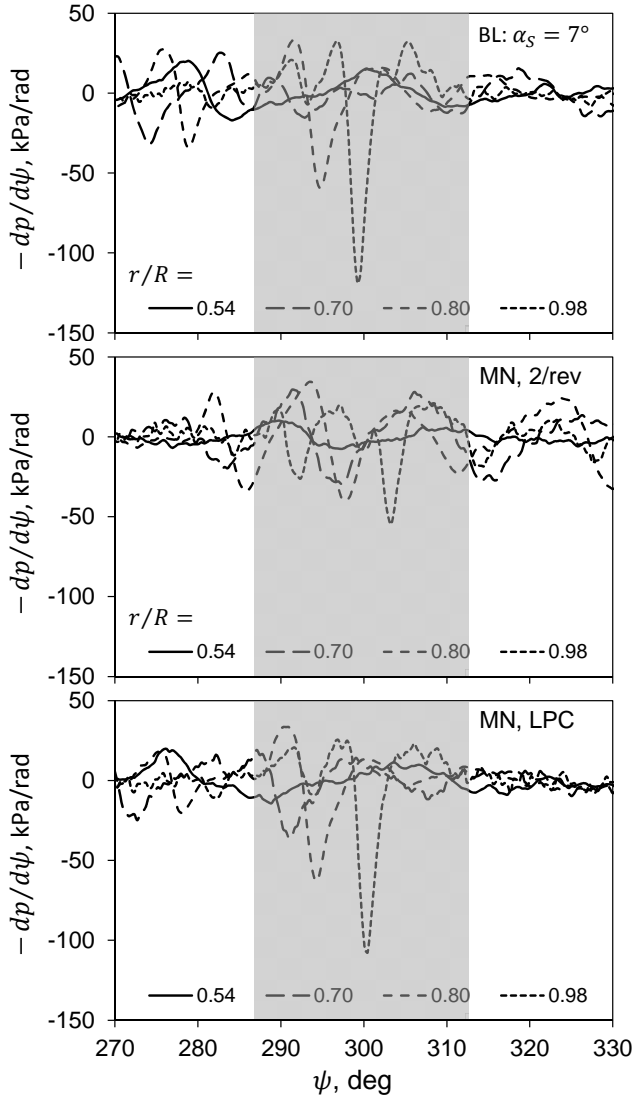 50
0
-50
-100
-150
− dp/dψ, kPa/rad
BL: α_S = 7°
r/R =
0.54 0.70 0.80 0.98
50
0
-50
-100
-150
− dp/dψ, kPa/rad
MN, 2/rev
r/R =
0.54 0.70 0.80 0.98
50
0
-50
-100
-150
− dp/dψ, kPa/rad
MN, LPC
0.54 0.70 0.80 0.98
270 280 290 300 310 320 330
ψ, deg